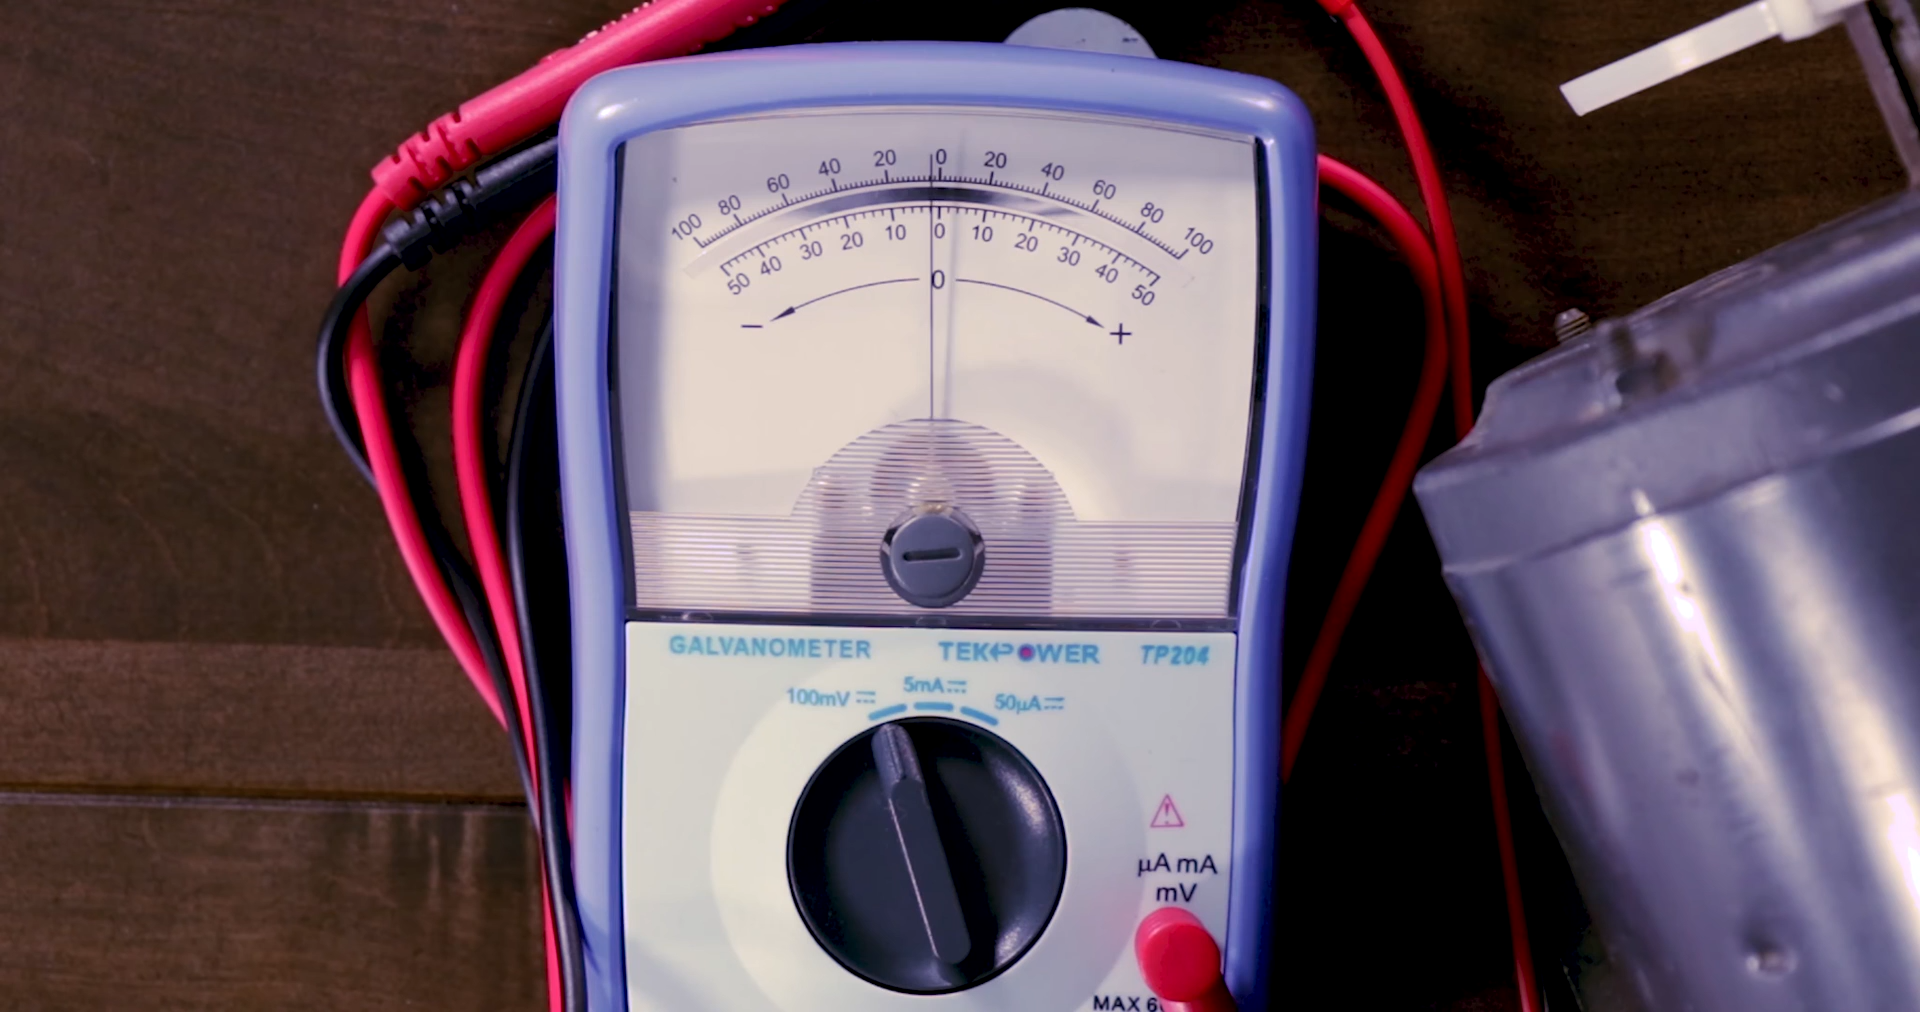 100 80 60 40 20 0 20 40 60 80 100
50 40 30 20 10 0 10 20 30 40 50
0
− +
GALVANOMETER TEKPOWER TP204
100mV 5mA 50µA
µA mA
mV
MAX